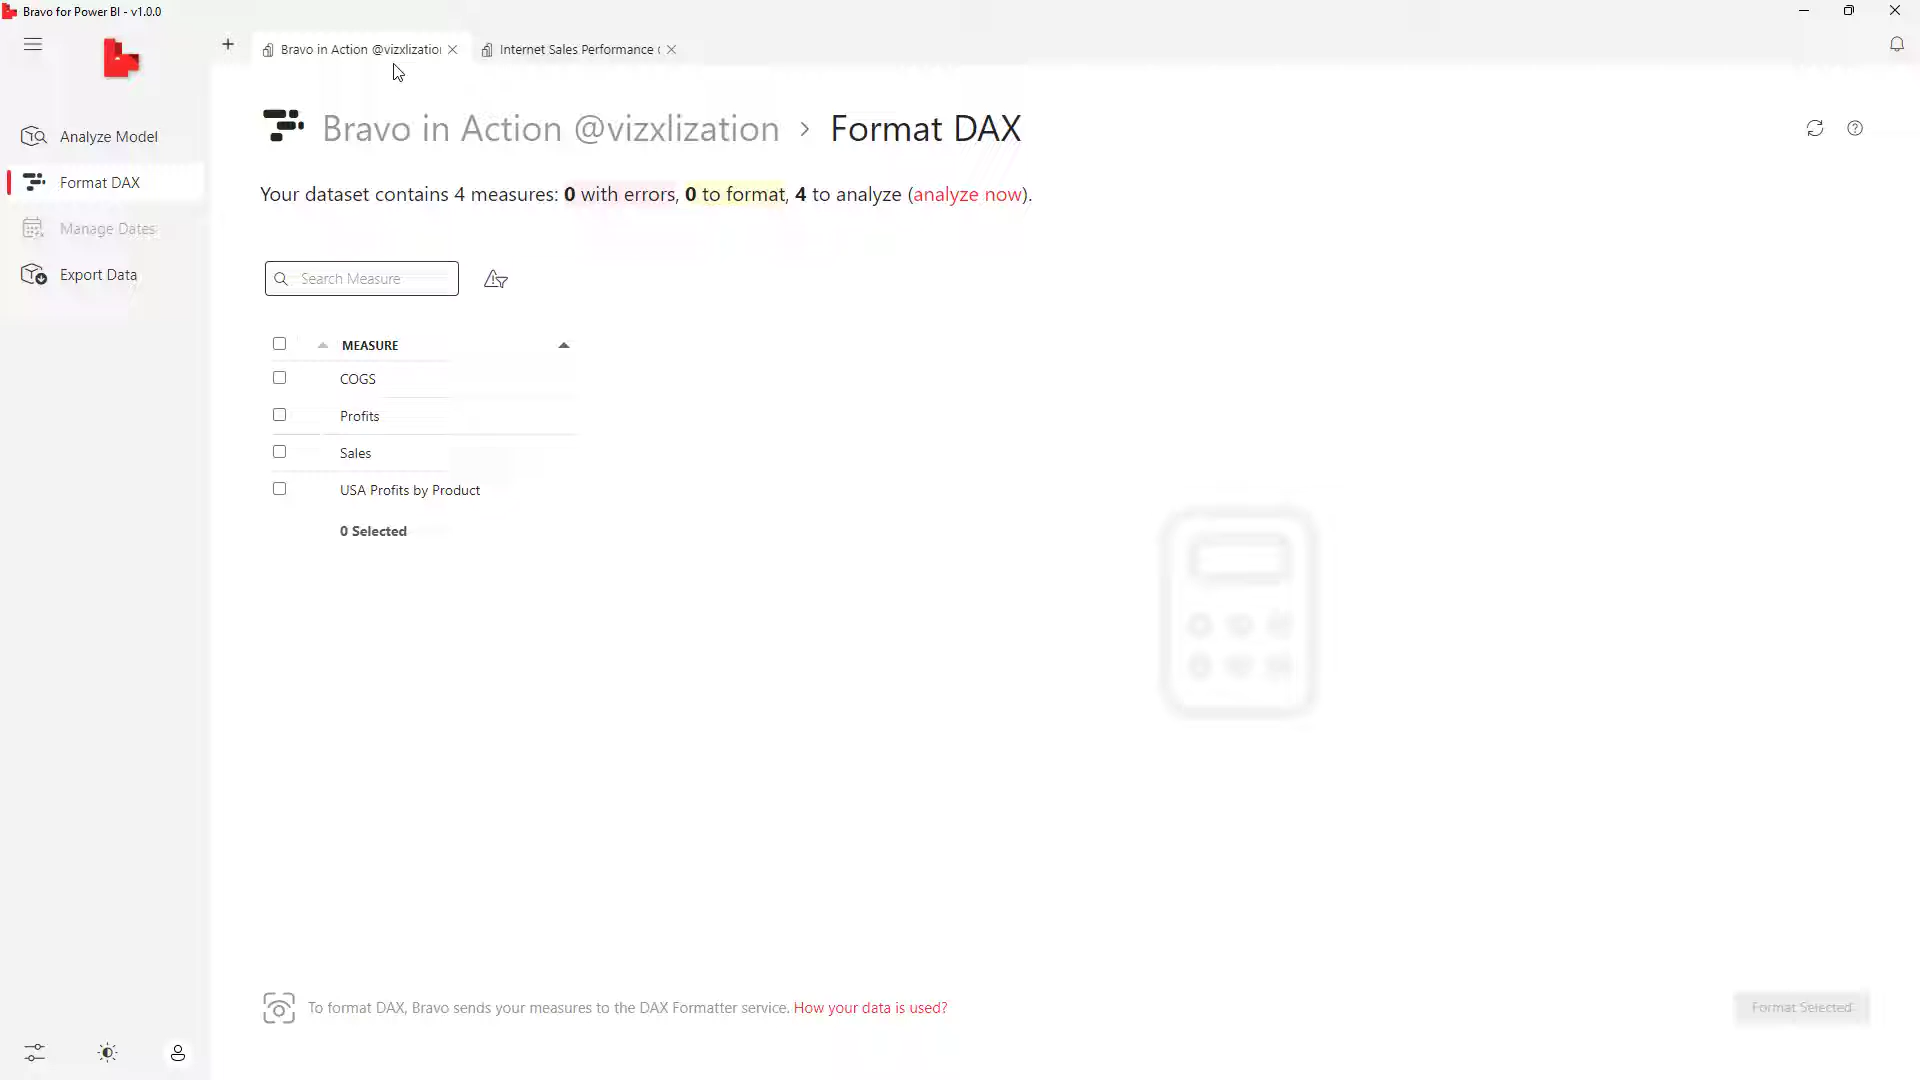 Bravo for Power BI - v1.0.0
Bravo in Action @vizxlization
Internet Sales Performance (
Bravo in Action @vizxlization > Format DAX
Analyze Model
Format DAX
Manage Dates
Export Data
Your dataset contains 4 measures: 0 with errors, 0 to format, 4 to analyze (analyze now).
Search Measure
MEASURE
COGS
Profits
Sales
USA Profits by Product
0 Selected
To format DAX, Bravo sends your measures to the DAX Formatter service. How your data is used?
Format Selected